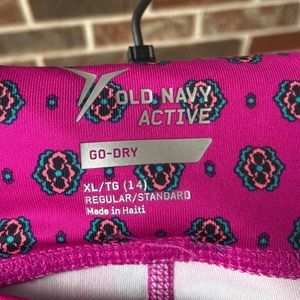 OLD NAVY
ACTIVE
GO-DRY
XL/TG (14)
REGULAR/STANDARD
Made in Haiti